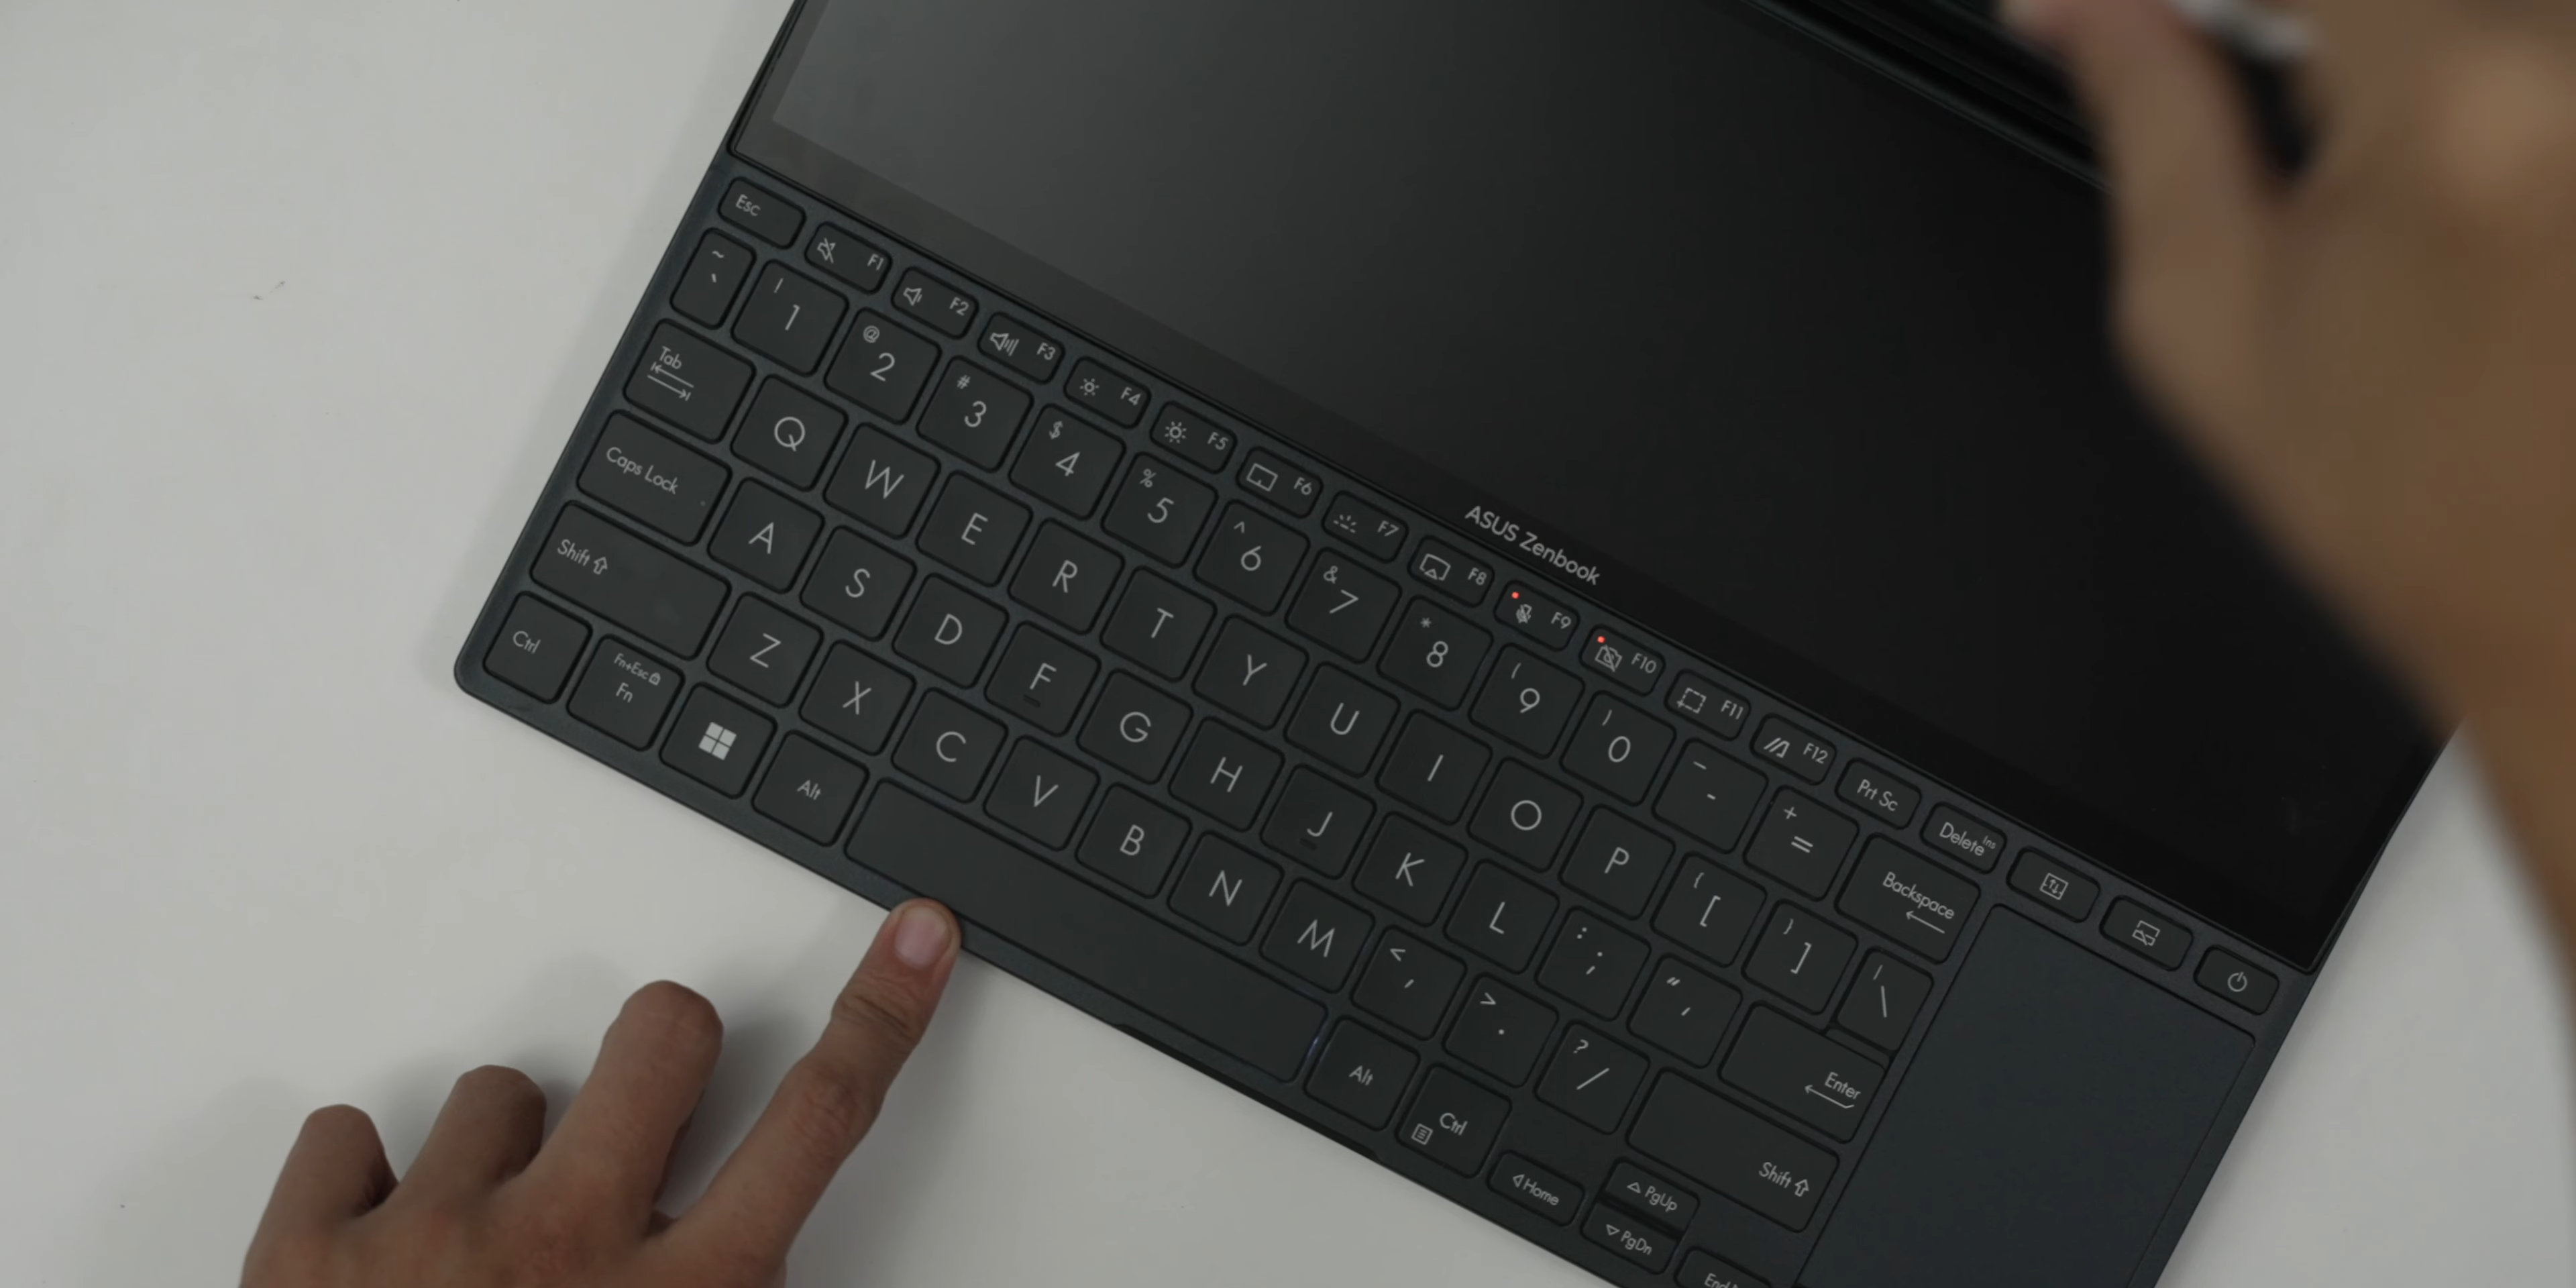 ASUS Zenbook
Esc F1 F2 F3 F4 F5 F6 F7 F8 F9 F10 F11 F12 Prt Sc Delete Ins
~ ` ! 1 @ 2 # 3 $ 4 % 5 ^ 6 & 7 * 8 ( 9 ) 0 _ - + = Backspace
Tab Q W E R T Y U I O P { [ } ] | \
Caps Lock A S D F G H J K L : ; " ' Enter
Shift Z X C V B N M < , > . ? / Shift
Ctrl Fn+Esc Fn Alt Alt Ctrl Home PgUp
PgDn End